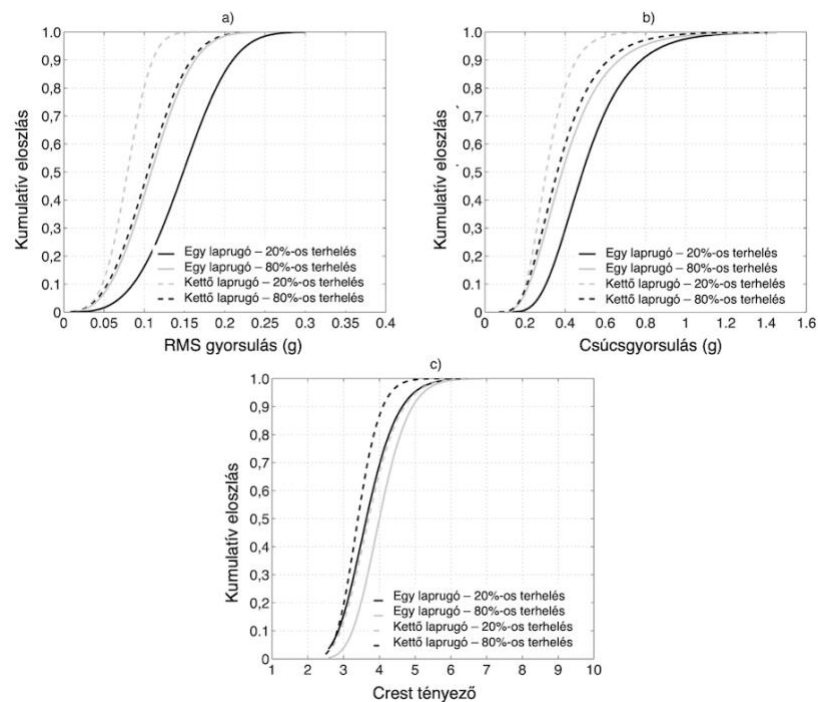 a)
1.0
0,9
0,8
0,7
0,6
0,5
0,4
0,3
0,2
0,1
0
Kumulatív eloszlás
Egy laprugó – 20%-os terhelés
Egy laprugó – 80%-os terhelés
Kettő laprugó – 20%-os terhelés
Kettő laprugó – 80%-os terhelés
0 0.05 0.1 0.15 0.2 0.25 0.3 0.35 0.4
RMS gyorsulás (g)
b)
1.0
0,9
0,8
0,7
0,6
0,5
0,4
0,3
0,2
0,1
0
Kumulatív eloszlás
Egy laprugó – 20%-os terhelés
Egy laprugó – 80%-os terhelés
Kettő laprugó – 20%-os terhelés
Kettő laprugó – 80%-os terhelés
0 0.2 0.4 0.6 0.8 1 1.2 1.4 1.6
Csúcsgyorsulás (g)
c)
1.0
0,9
0,8
0,7
0,6
0,5
0,4
0,3
0,2
0,1
0
Kumulatív eloszlás
Egy laprugó – 20%-os terhelés
Egy laprugó – 80%-os terhelés
Kettő laprugó – 20%-os terhelés
Kettő laprugó – 80%-os terhelés
1 2 3 4 5 6 7 8 9 10
Crest tényező